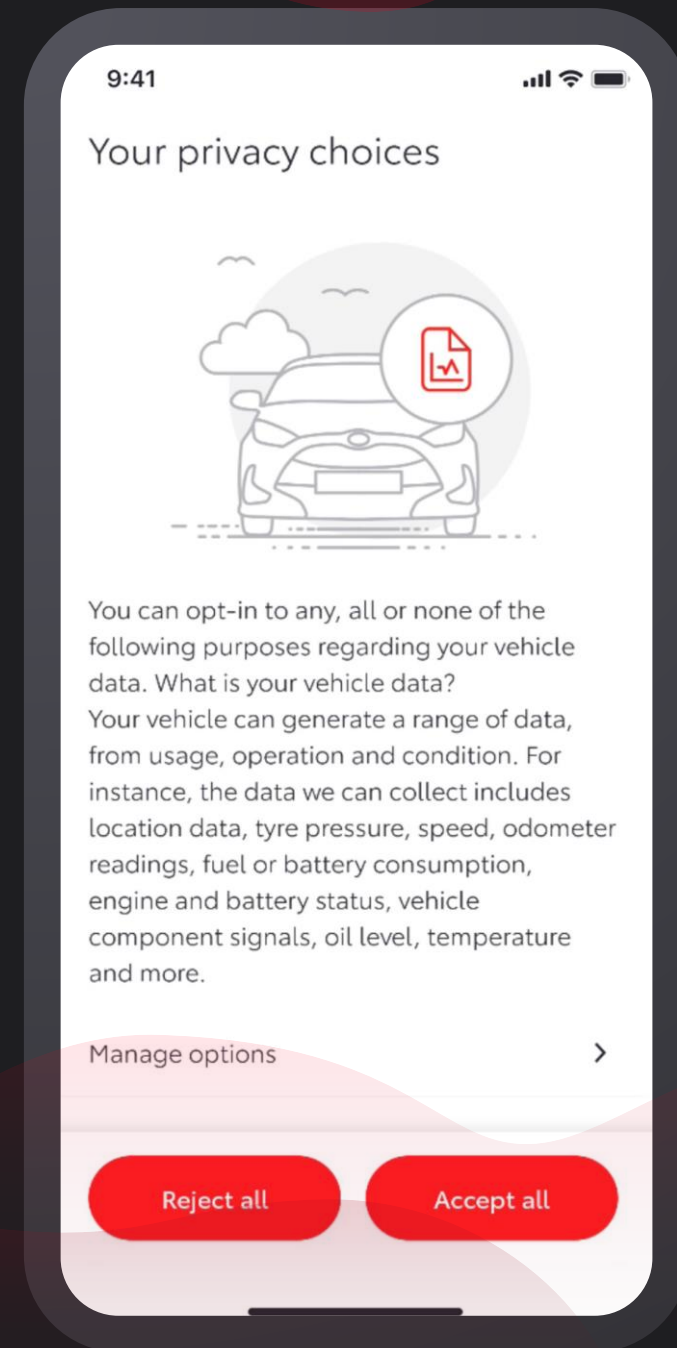 9:41
Your privacy choices
You can opt-in to any, all or none of the
following purposes regarding your vehicle
data. What is your vehicle data?
Your vehicle can generate a range of data,
from usage, operation and condition. For
instance, the data we can collect includes
location data, tyre pressure, speed, odometer
readings, fuel or battery consumption,
engine and battery status, vehicle
component signals, oil level, temperature
and more.
Manage options
Reject all
Accept all